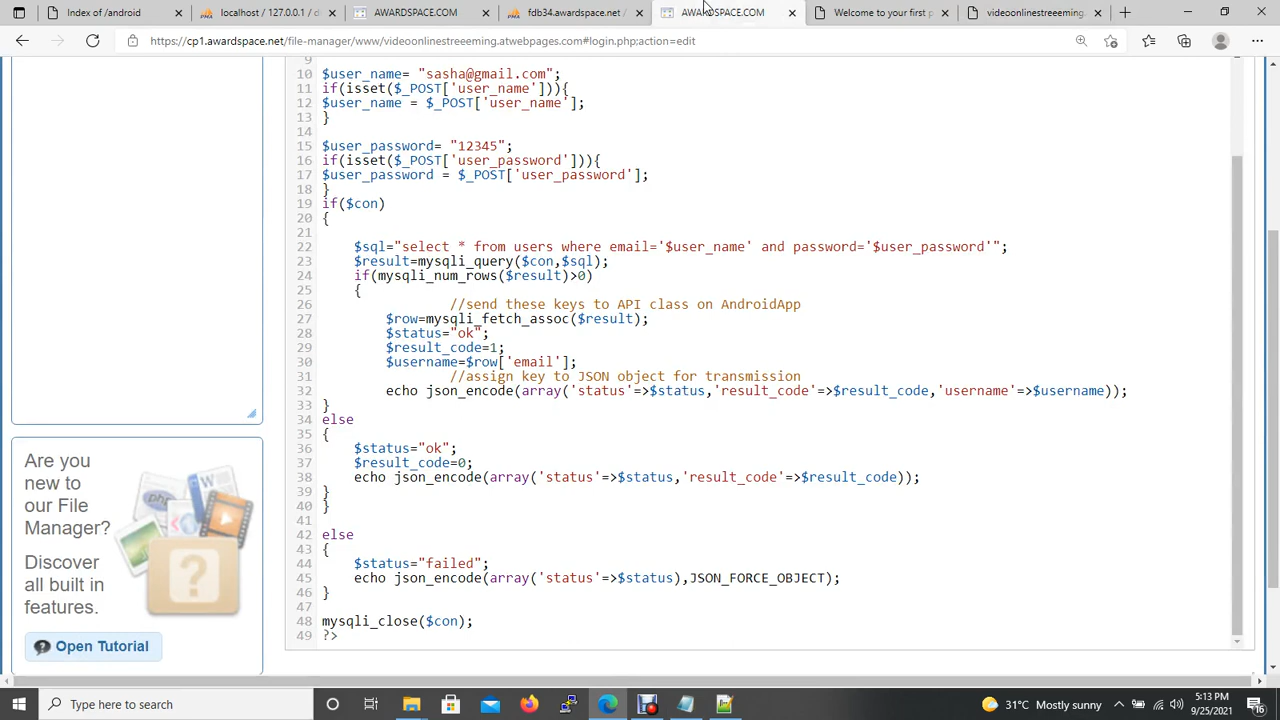 Index of /android
localhost / 127.0.0.1 / d
AWARDSPACE.COM
fdb34.awardspace.net /
AWARDSPACE.COM
Welcome to your first p
videoonlinestreeeming.
https://cp1.awardspace.net/file-manager/www/videoonlinstreeeming.atwebpages.com#login.php;action=edit
9
10 $user_name= "sasha@gmail.com";
11 if(isset($_POST['user_name'])){
12 $user_name = $_POST['user_name'];
13 }
14
15 $user_password= "12345";
16 if(isset($_POST['user_password'])){
17 $user_password = $_POST['user_password'];
18 }
19 if($con)
20 {
21
22 $sql="select * from users where email='$user_name' and password='$user_password'";
23 $result=mysqli_query($con,$sql);
24 if(mysqli_num_rows($result)>0)
25 {
26 //send these keys to API class on AndroidApp
27 $row=mysqli_fetch_assoc($result);
28 $status="ok";
29 $result_code=1;
30 $username=$row['email'];
31 //assign key to JSON object for transmission
32 echo json_encode(array('status'=>$status,'result_code'=>$result_code,'username'=>$username));
33 }
34 else
35 {
36 $status="ok";
37 $result_code=0;
38 echo json_encode(array('status'=>$status,'result_code'=>$result_code));
39 }
40 }
41
42 else
43 {
44 $status="failed";
45 echo json_encode(array('status'=>$status),JSON_FORCE_OBJECT);
46 }
47
48 mysqli_close($con);
49 ?>
Are you
new to
our File
Manager?
Discover
all built in
features.
Open Tutorial
Type here to search
31°C Mostly sunny
5:13 PM
9/25/2021
16